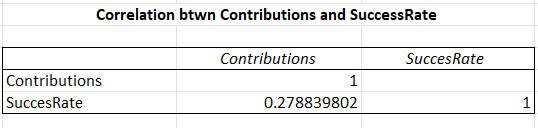 Correlation btwn Contributions and SuccessRate
Contributions SuccesRate
Contributions 1
SuccesRate 0.278839802 1